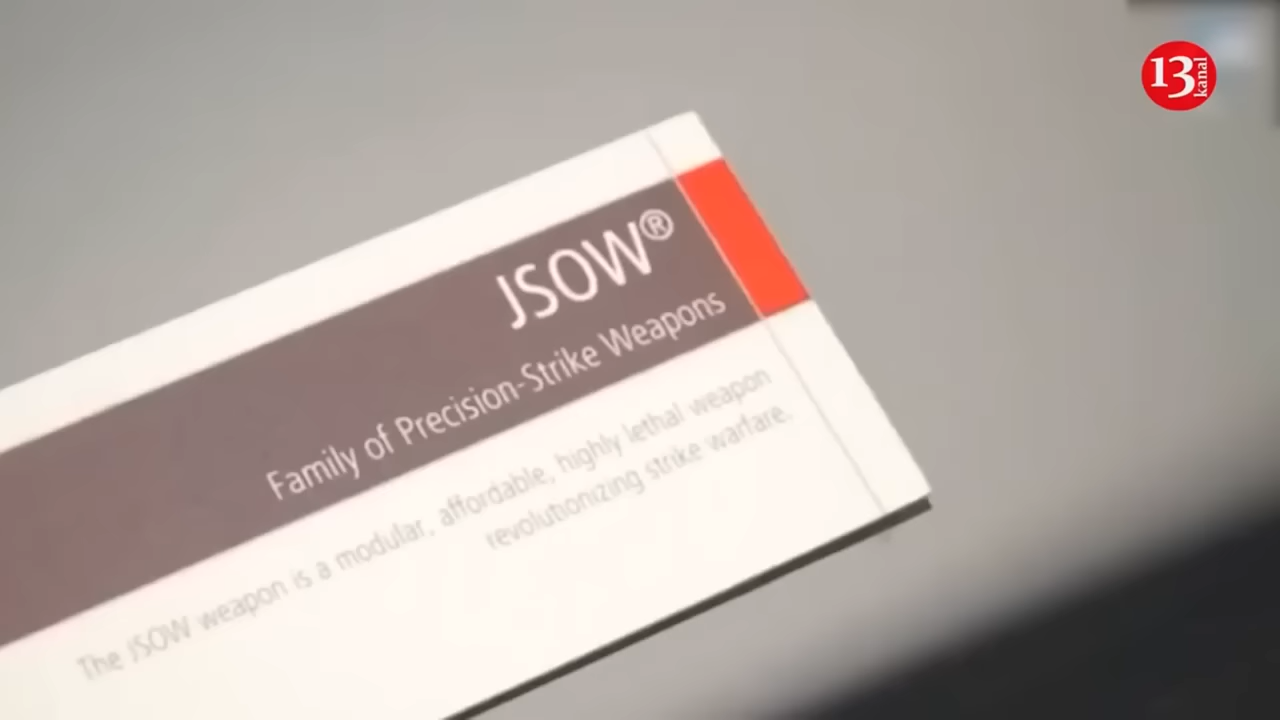 13 kanal
JSOW®
Family of Precision-Strike Weapons
The JSOW weapon is a modular, affordable, highly lethal weapon
revolutionizing strike warfare.